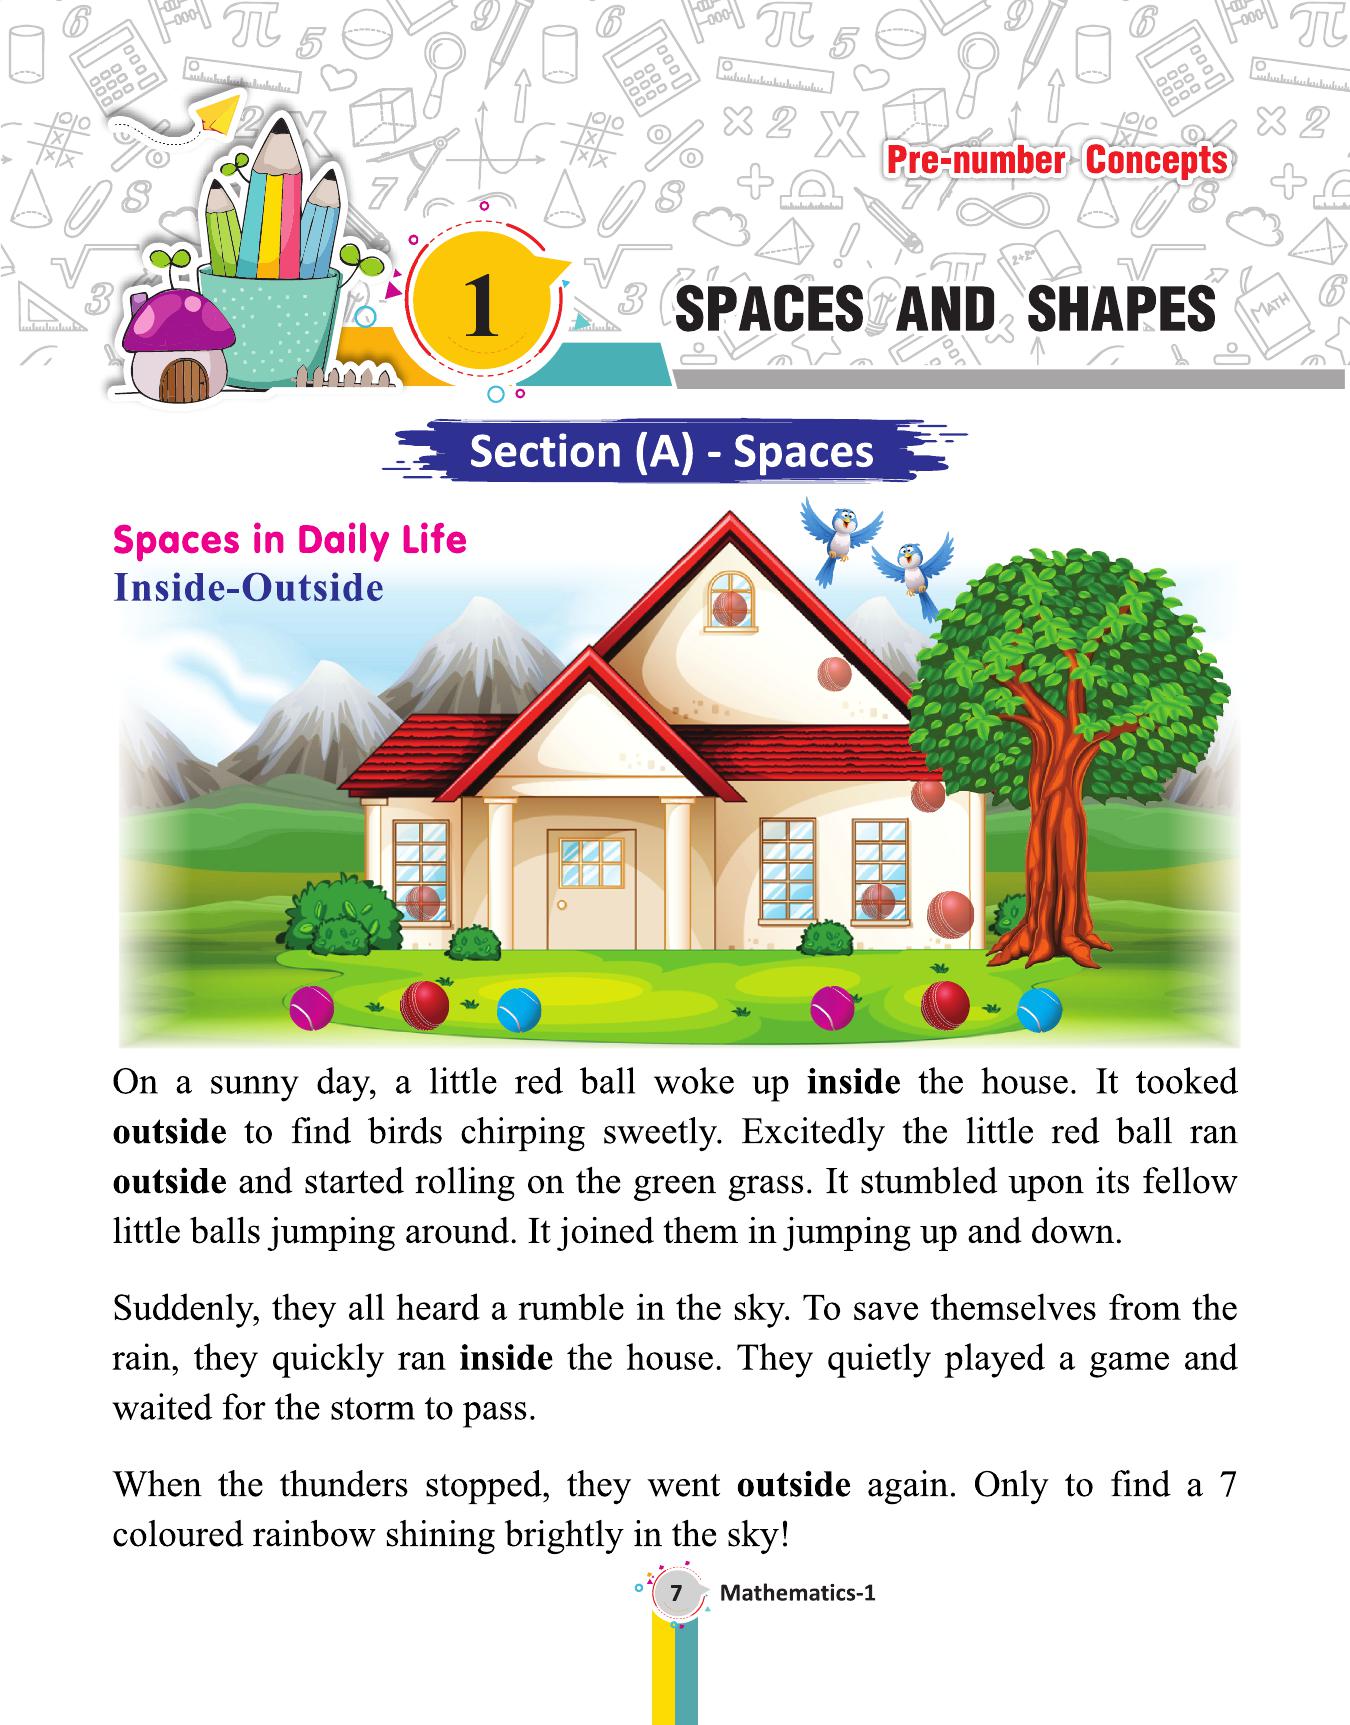 Pre-number Concepts
1
SPACES AND SHAPES
Section (A) - Spaces
Spaces in Daily Life
Inside-Outside
On a sunny day, a little red ball woke up inside the house. It tooked
outside to find birds chirping sweetly. Excitedly the little red ball ran
outside and started rolling on the green grass. It stumbled upon its fellow
little balls jumping around. It joined them in jumping up and down.
Suddenly, they all heard a rumble in the sky. To save themselves from the
rain, they quickly ran inside the house. They quietly played a game and
waited for the storm to pass.
When the thunders stopped, they went outside again. Only to find a 7
coloured rainbow shining brightly in the sky!
7 Mathematics-1